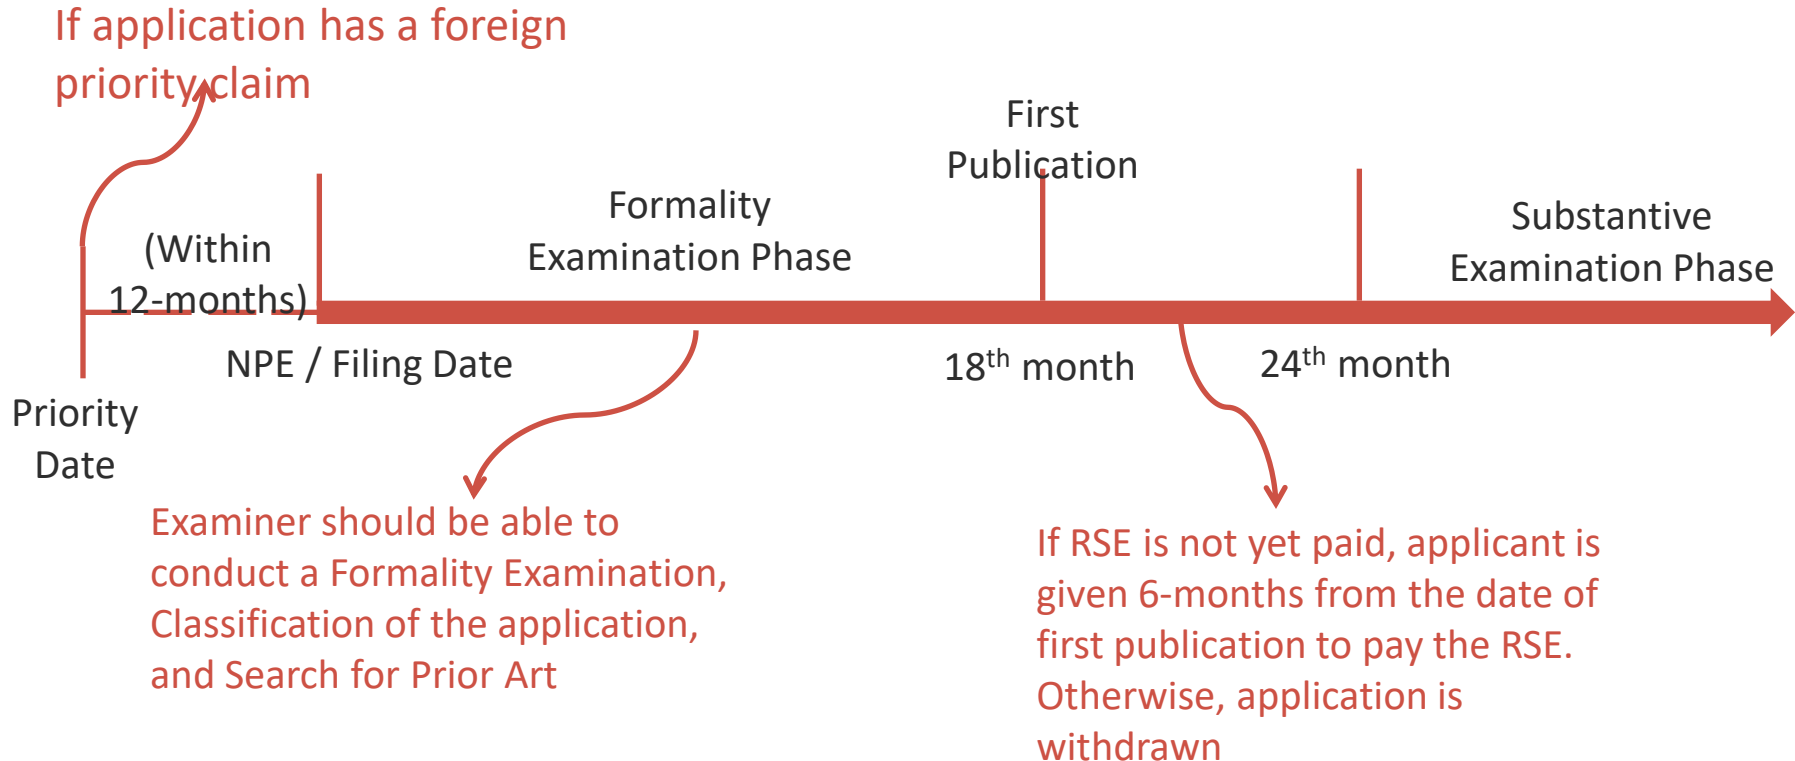 If application has a foreign
priority claim
First
Publication
Formality
Examination Phase
Substantive
Examination Phase
(Within
12-months)
NPE / Filing Date
18th month
24th month
Priority
Date
Examiner should be able to
conduct a Formality Examination,
Classification of the application,
and Search for Prior Art
If RSE is not yet paid, applicant is
given 6-months from the date of
first publication to pay the RSE.
Otherwise, application is
withdrawn